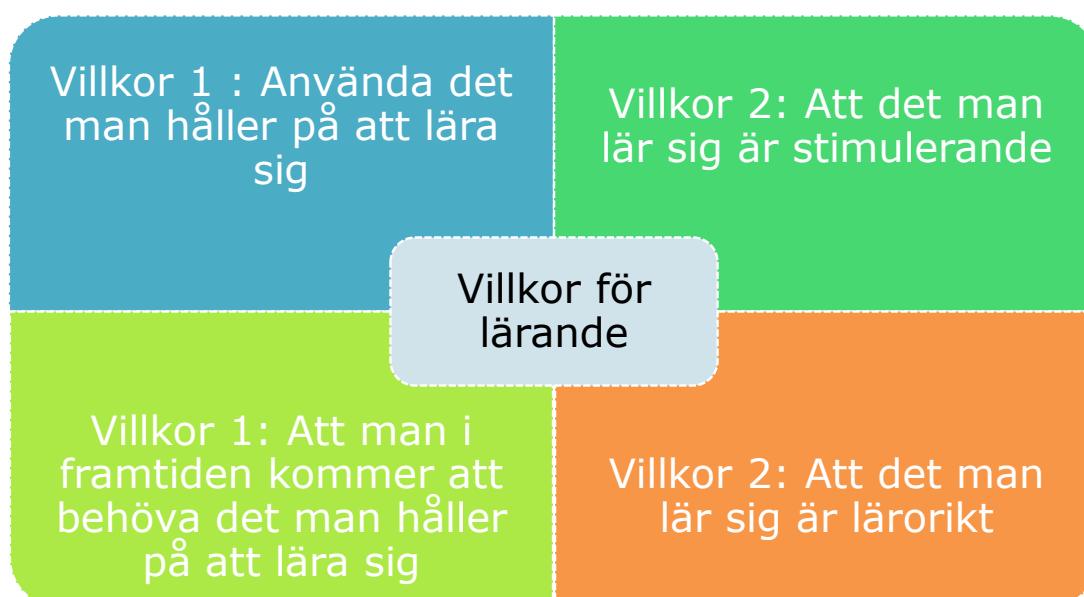 Villkor 1 : Använda det
man håller på att lära
sig
Villkor 2: Att det man
lär sig är stimulerande
Villkor för
lärande
Villkor 1: Att man i
framtiden kommer att
behöva det man håller
på att lära sig
Villkor 2: Att det man
lär sig är lärorikt